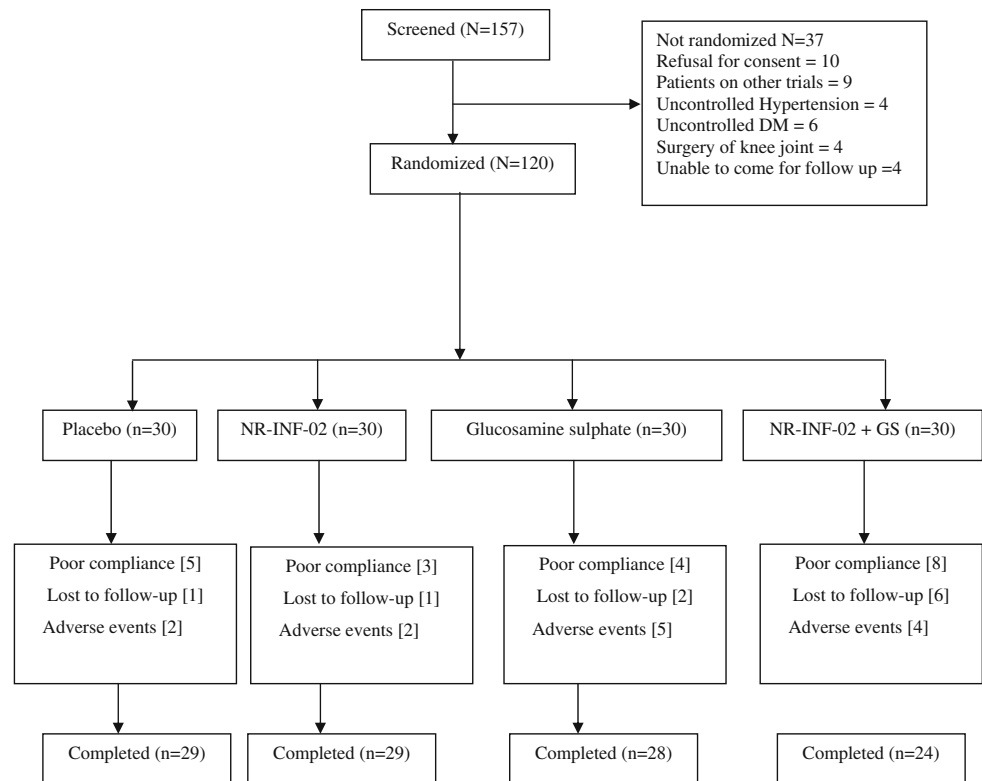 Screened (N=157)
Not randomized N=37
Refusal for consent = 10
Patients on other trials = 9
Uncontrolled Hypertension = 4
Uncontrolled DM = 6
Surgery of knee joint = 4
Unable to come for follow up =4
Randomized (N=120)
Placebo (n=30)
NR-INF-02 (n=30)
Glucosamine sulphate (n=30)
NR-INF-02 + GS (n=30)
Poor compliance [5]
Lost to follow-up [1]
Adverse events [2]
Poor compliance [3]
Lost to follow-up [1]
Adverse events [2]
Poor compliance [4]
Lost to follow-up [2]
Adverse events [5]
Poor compliance [8]
Lost to follow-up [6]
Adverse events [4]
Completed (n=29)
Completed (n=29)
Completed (n=28)
Completed (n=24)